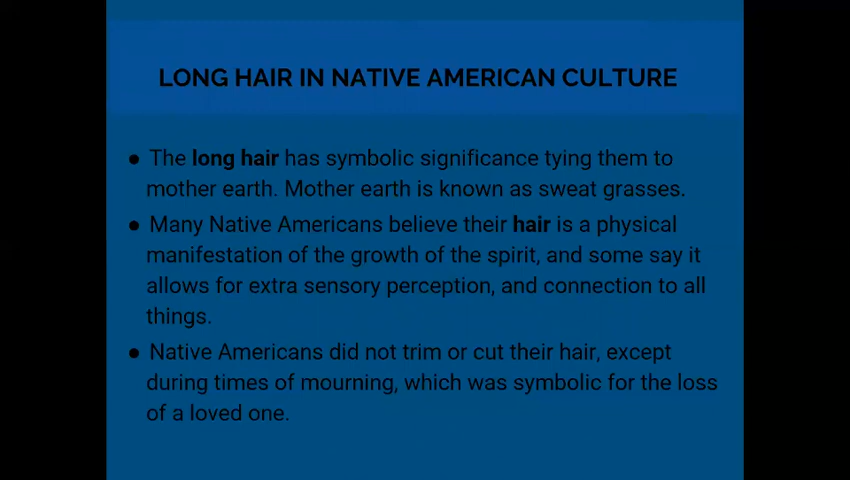 LONG HAIR IN NATIVE AMERICAN CULTURE
● The long hair has symbolic significance tying them to
mother earth. Mother earth is known as sweat grasses.
● Many Native Americans believe their hair is a physical
manifestation of the growth of the spirit, and some say it
allows for extra sensory perception, and connection to all
things.
● Native Americans did not trim or cut their hair, except
during times of mourning, which was symbolic for the loss
of a loved one.